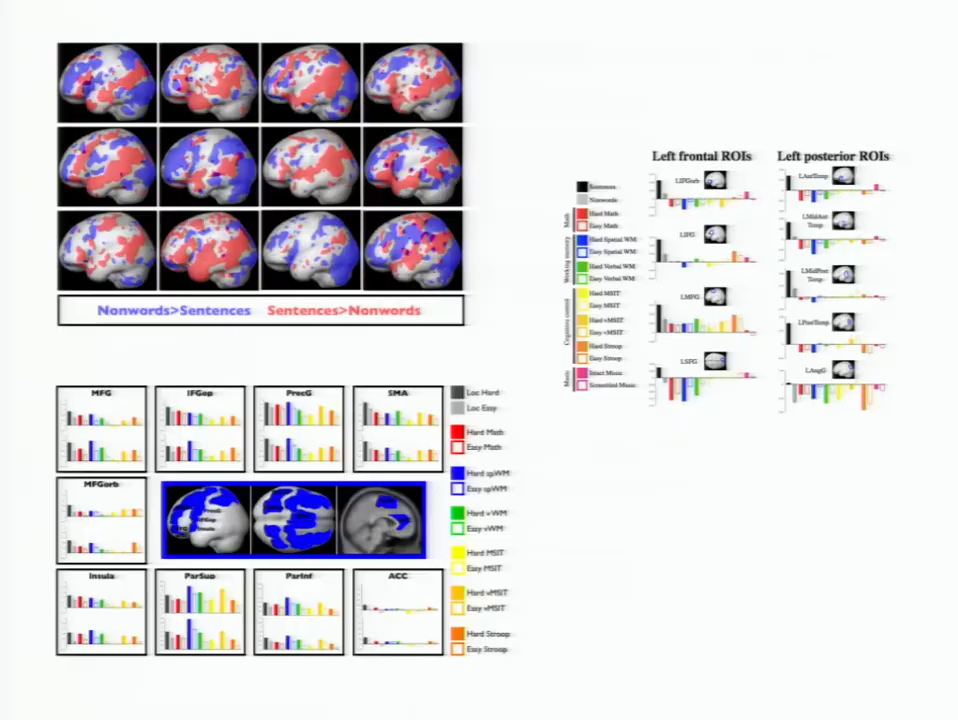 Nonwords>Sentences Sentences>Nonwords
Left frontal ROIs
Left posterior ROIs
Sentences
Nonwords
Math
Hard Math
Easy Math
Working memory
Hard Spatial WM
Easy Spatial WM
Hard Verbal WM
Easy Verbal WM
Cognitive control
Hard MSIT
Easy MSIT
Hard vMSIT
Easy vMSIT
Hard Stroop
Easy Stroop
Music
Intact Music
Scrambled Music
LIFGorb
LIFG
LMFG
LSFG
LAntTemp
LMidAnt
Temp
LMidPost
Temp
LPostTemp
LAngG
MFG
IFGop
PrecG
SMA
MFGorb
Insula
ParSup
ParInf
ACC
Loc Hard
Loc Easy
Hard Math
Easy Math
Hard spWM
Easy spWM
Hard vWM
Easy vWM
Hard MSIT
Easy MSIT
Hard vMSIT
Easy vMSIT
Hard Stroop
Easy Stroop